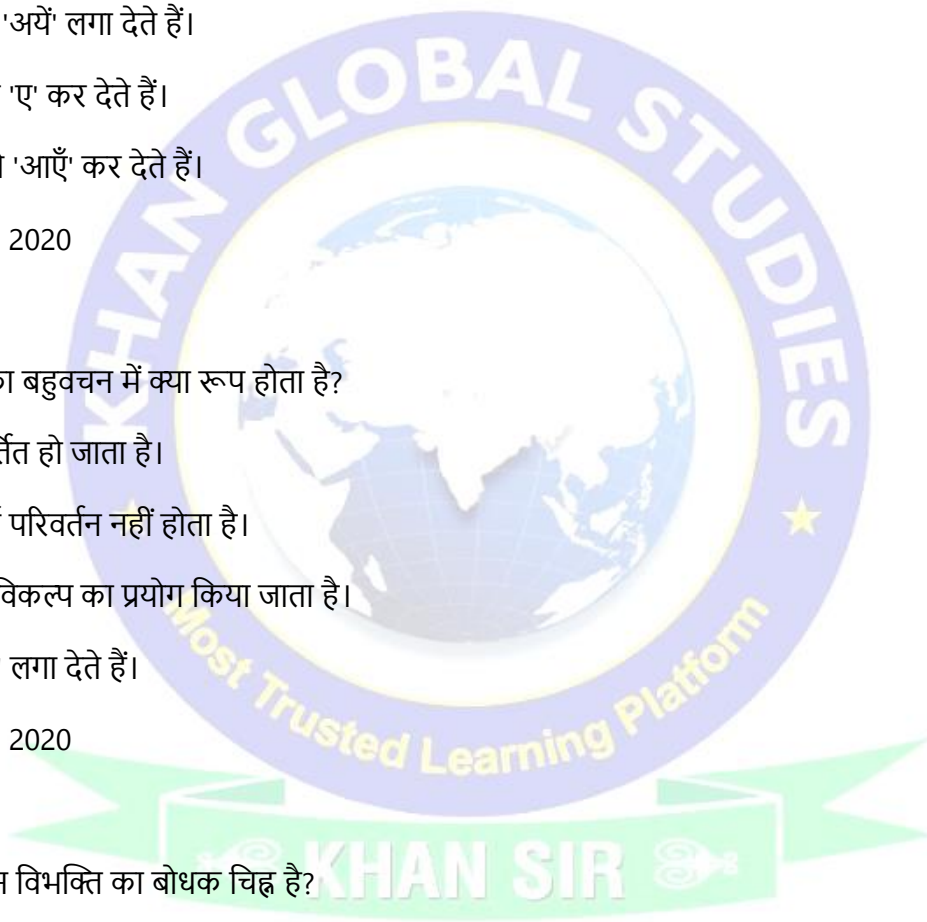 'अयें' लगा देते हैं।
'ए' कर देते हैं।
'आएँ' कर देते हैं।
2020
बहुवचन में क्या रूप होता है?
हो जाता है।
परिवर्तन नहीं होता है।
विकल्प का प्रयोग किया जाता है।
लगा देते हैं।
2020
विभक्ति का बोधक चिह्न है?
KHAN GLOBAL STUDIES
Most Trusted Learning Platform
KHAN SIR